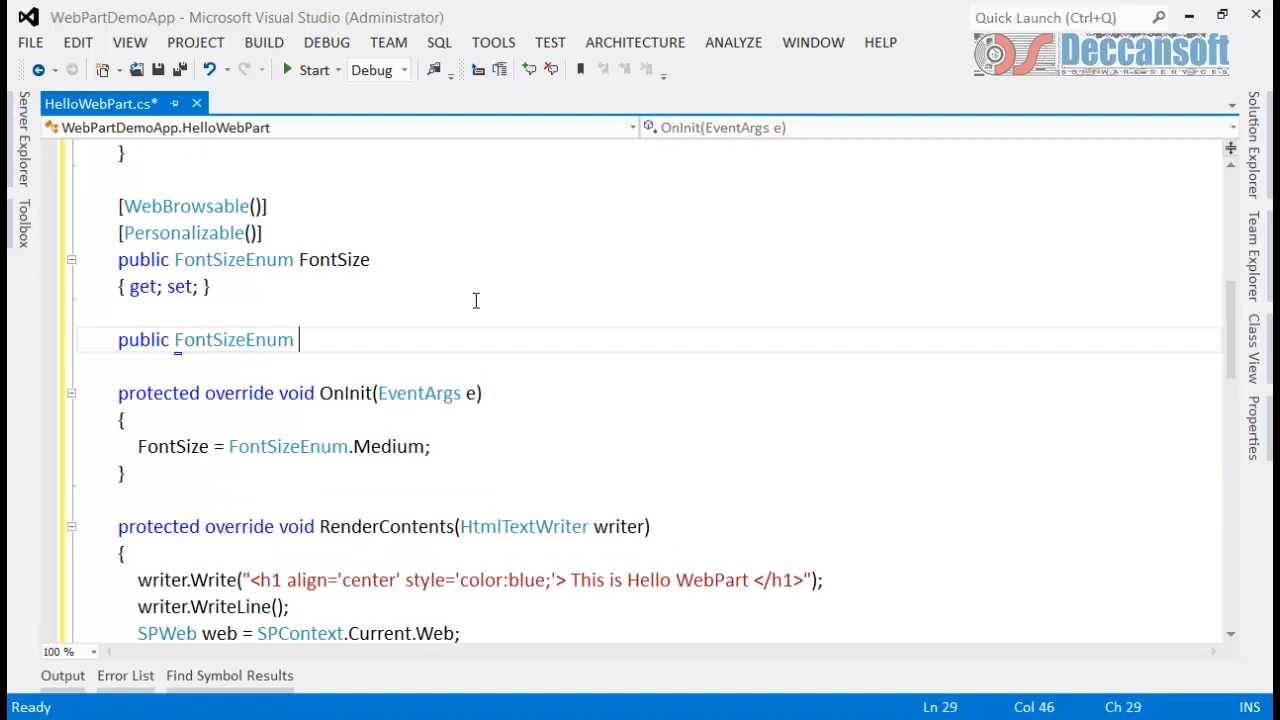 WebPartDemoApp - Microsoft Visual Studio (Administrator)
Quick Launch (Ctrl+Q)
FILE EDIT VIEW PROJECT BUILD DEBUG TEAM SQL TOOLS TEST ARCHITECTURE ANALYZE WINDOW HELP
Deccansoft
SOFTWARE SERVICES
Start Debug
HelloWebPart.cs*
WebPartDemoApp.HelloWebPart
OnInit(EventArgs e)
Server Explorer
Toolbox
}
[WebBrowsable()]
[Personalizable()]
public FontSizeEnum FontSize
{ get; set; }
public FontSizeEnum
protected override void OnInit(EventArgs e)
{
FontSize = FontSizeEnum.Medium;
}
protected override void RenderContents(HtmlTextWriter writer)
{
writer.Write("<h1 align='center' style='color:blue;'> This is Hello WebPart </h1>");
writer.WriteLine();
SPWeb web = SPContext.Current.Web;
Solution Explorer
Team Explorer
Class View
Properties
100 %
Output Error List Find Symbol Results
Ready Ln 29 Col 46 Ch 29 INS